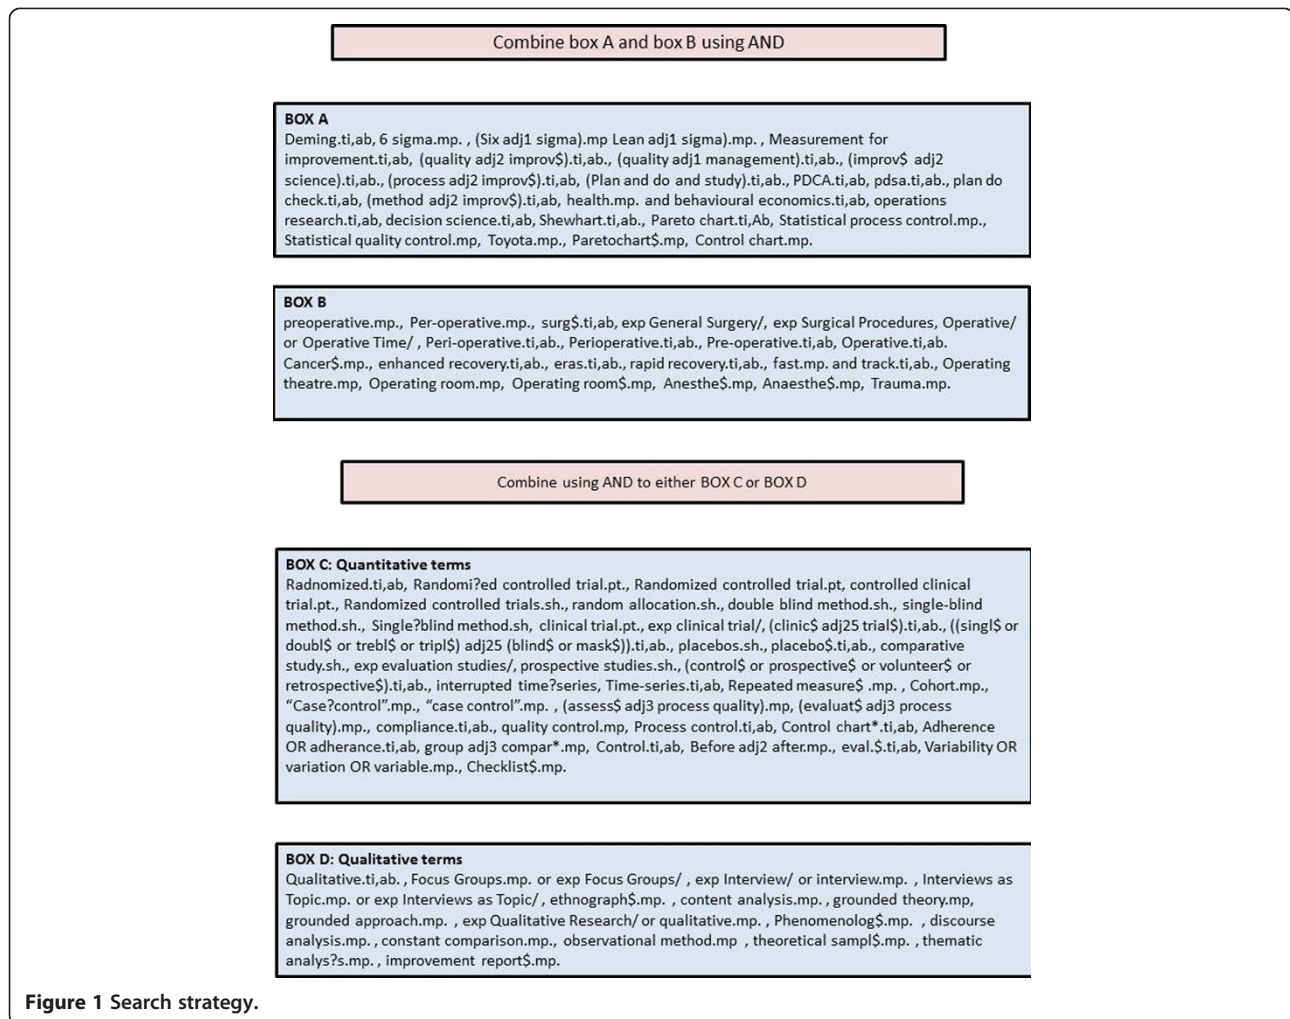 Combine box A and box B using AND
BOX A
Deming.ti,ab, 6 sigma.mp. , (Six adj1 sigma).mp Lean adj1 sigma).mp. , Measurement for
improvement.ti,ab, (quality adj2 improv$).ti,ab., (quality adj1 management).ti,ab., (improv$ adj2
science).ti,ab., (process adj2 improv$).ti,ab, (Plan and do and study).ti,ab., PDCA.ti,ab, pdsa.ti,ab., plan do
check.ti,ab, (method adj2 improv$).ti,ab, health.mp. and behavioural economics.ti,ab, operations
research.ti,ab, decision science.ti,ab, Shewhart.ti,ab., Pareto chart.ti,Ab, Statistical process control.mp.,
Statistical quality control.mp, Toyota.mp., Paretochart$.mp, Control chart.mp.
BOX B
preoperative.mp., Per-operative.mp., surg$.ti,ab, exp General Surgery/, exp Surgical Procedures, Operative/
or Operative Time/ , Peri-operative.ti,ab., Perioperative.ti,ab., Pre-operative.ti,ab, Operative.ti,ab.
Cancer$.mp., enhanced recovery.ti,ab., eras.ti,ab., rapid recovery.ti,ab., fast.mp. and track.ti,ab., Operating
theatre.mp, Operating room.mp, Operating room$.mp, Anesthe$.mp, Anaesthe$.mp, Trauma.mp.
Combine using AND to either BOX C or BOX D
BOX C: Quantitative terms
Radnomized.ti,ab, Randomi?ed controlled trial.pt., Randomized controlled trial.pt, controlled clinical
trial.pt., Randomized controlled trials.sh., random allocation.sh., double blind method.sh., single-blind
method.sh., Single?blind method.sh, clinical trial.pt., exp clinical trial/, (clinic$ adj25 trial$).ti,ab., ((singl$ or
doubl$ or trebl$ or tripl$) adj25 (blind$ or mask$)).ti,ab., placebos.sh., placebo$.ti,ab., comparative
study.sh., exp evaluation studies/, prospective studies.sh., (control$ or prospective$ or volunteer$ or
retrospective$).ti,ab., interrupted time?series, Time-series.ti,ab, Repeated measure$ .mp. , Cohort.mp.,
“Case?control”.mp., “case control”.mp. , (assess$ adj3 process quality).mp, (evaluat$ adj3 process
quality).mp., compliance.ti,ab., quality control.mp, Process control.ti,ab, Control chart*.ti,ab, Adherence
OR adherance.ti,ab, group adj3 compar*.mp, Control.ti,ab, Before adj2 after.mp., eval.$.ti,ab, Variability OR
variation OR variable.mp., Checklist$.mp.
BOX D: Qualitative terms
Qualitative.ti,ab. , Focus Groups.mp. or exp Focus Groups/ , exp Interview/ or interview.mp. , Interviews as
Topic.mp. or exp Interviews as Topic/ , ethnograph$.mp. , content analysis.mp. , grounded theory.mp,
grounded approach.mp. , exp Qualitative Research/ or qualitative.mp. , Phenomenolog$.mp. , discourse
analysis.mp. , constant comparison.mp., observational method.mp , theoretical sampl$.mp. , thematic
analys?s.mp. , improvement report$.mp.
Figure 1 Search strategy.